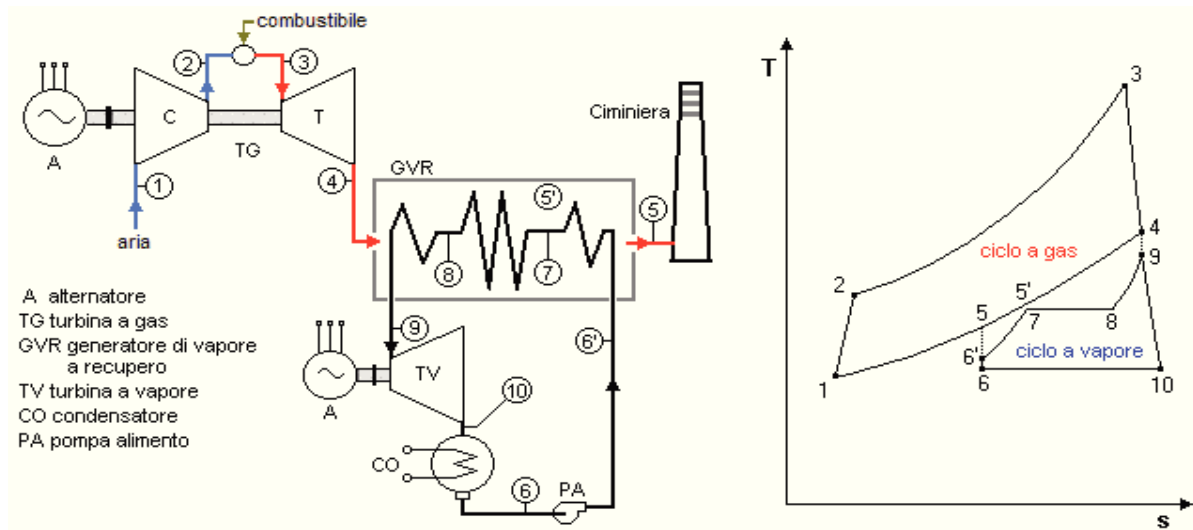 combustibile
2
3
C
T
A
TG
1
4
aria
Ciminiera
GVR
5'
5
8
7
A alternatore
TG turbina a gas
GVR generatore di vapore
a recupero
TV turbina a vapore
CO condensatore
PA pompa alimento
9
6'
TV
A
10
CO
6
PA
T
3
4
ciclo a gas
9
2
5'
5
7
8
6'
ciclo a vapore
1
6
10
s